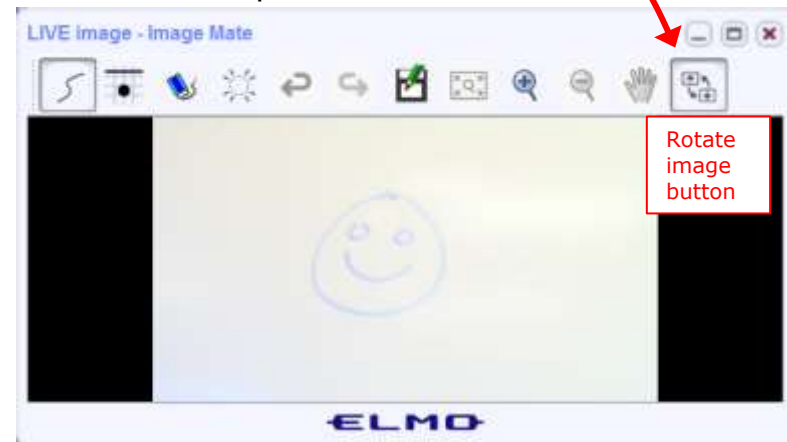 LIVE image - Image Mate
Rotate
image
button
ELMO